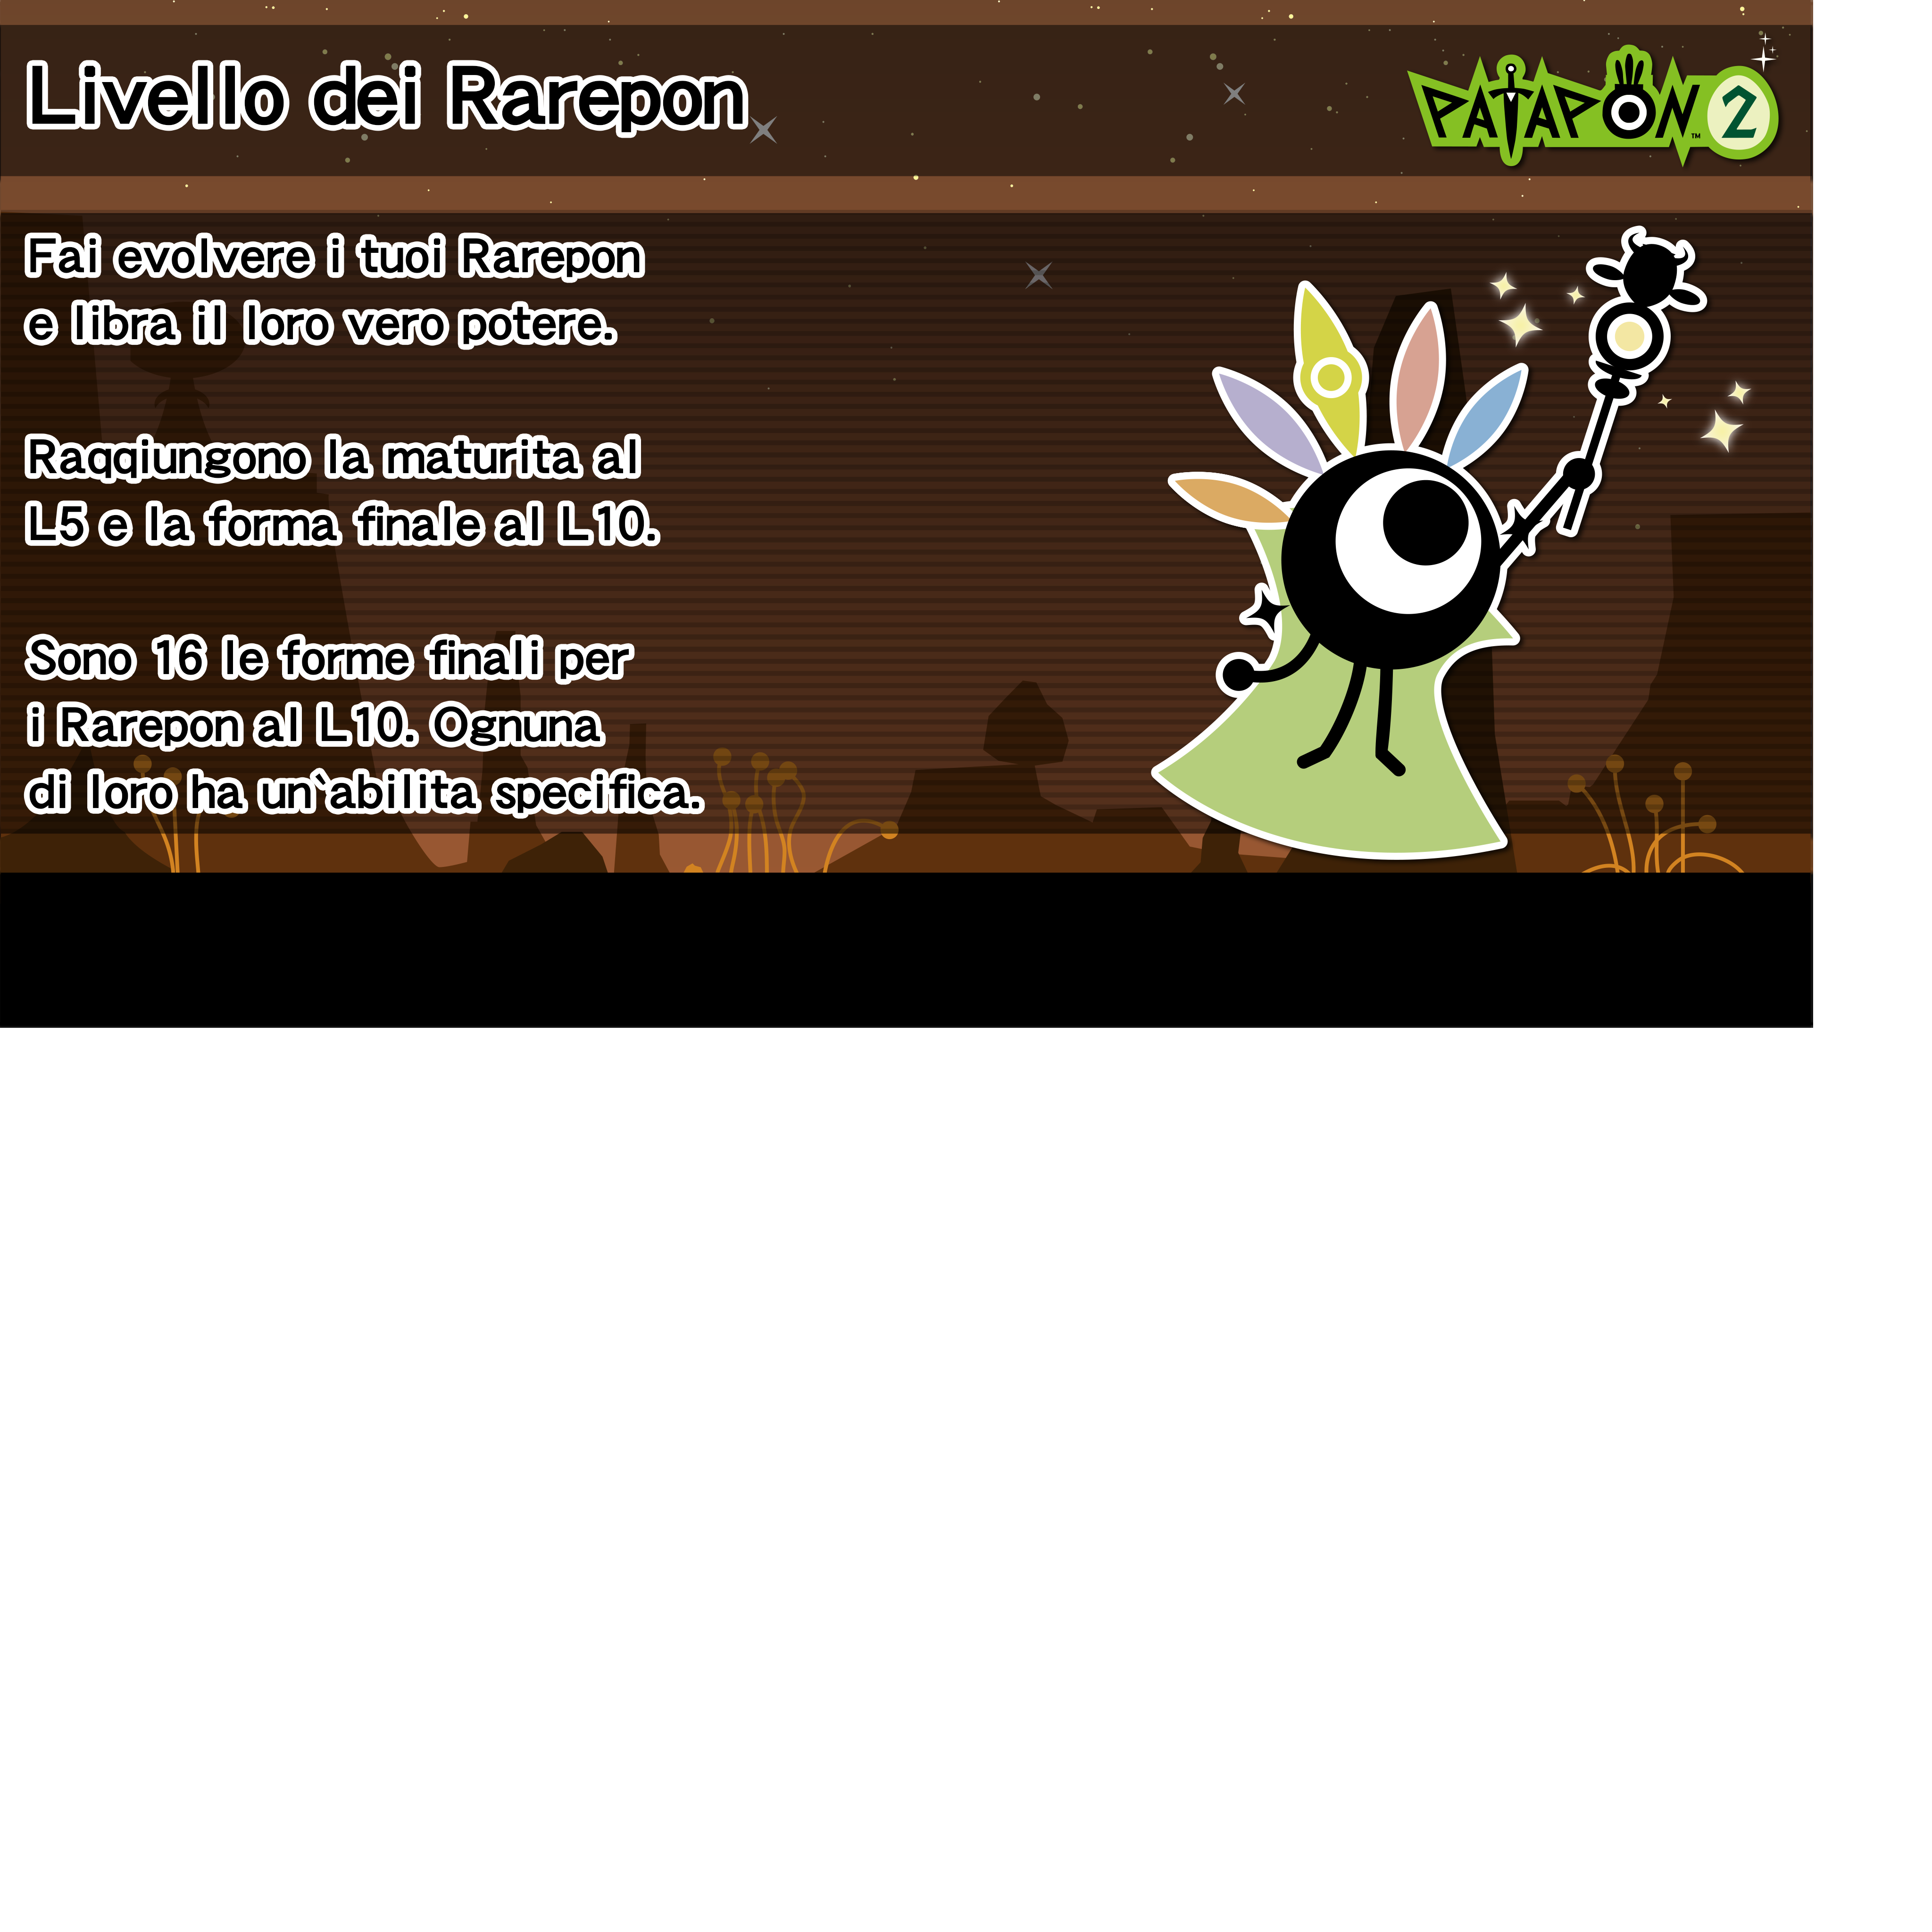 Livello dei Rarepon
PATAPON 2
TM
Fai evolvere i tuoi Rarepon
e libra il loro vero potere.
Raqqiungono la maturita al
L5 e la forma finale al L10.
Sono 16 le forme finali per
i Rarepon al L10. Ognuna
di loro ha un`abilita specifica.